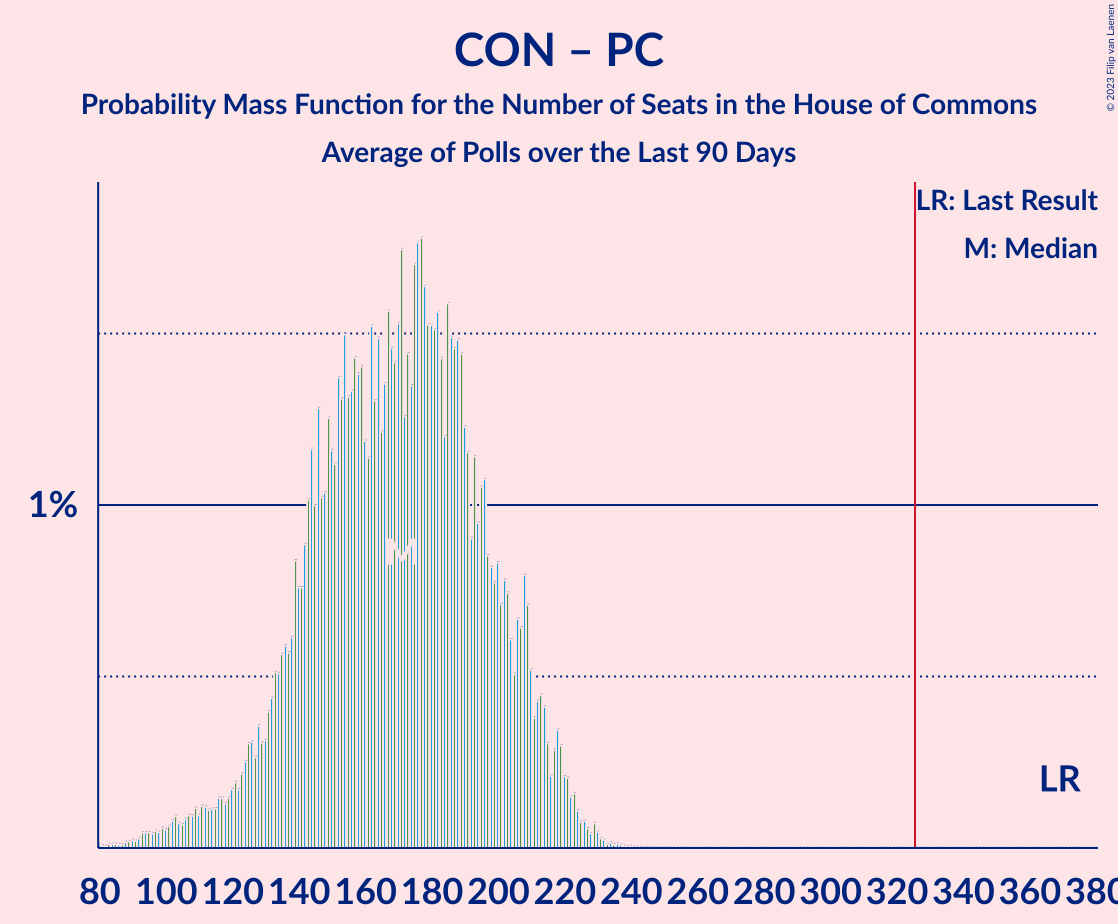 CON – PC
Probability Mass Function for the Number of Seats in the House of Commons
Average of Polls over the Last 90 Days
© 2023 Filip van Laenen
LR: Last Result
M: Median
1%
M
LR
80 100 120 140 160 180 200 220 240 260 280 300 320 340 360 380